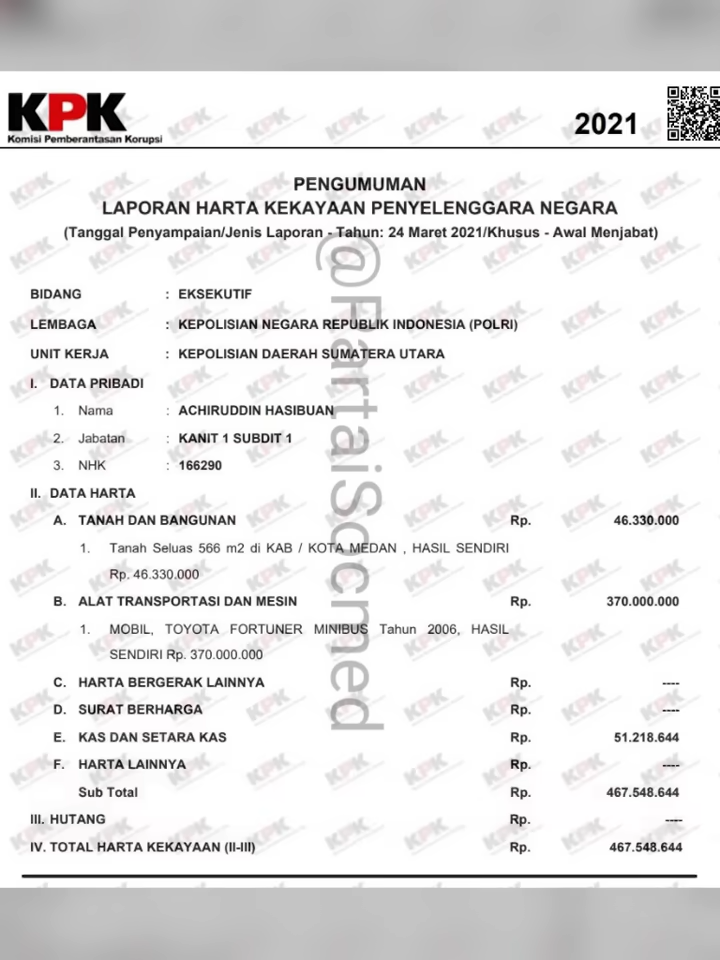 KPK
Komisi Pemberantasan Korupsi
2021
PENGUMUMAN
LAPORAN HARTA KEKAYAAN PENYELENGGARA NEGARA
(Tanggal Penyampaian/Jenis Laporan - Tahun: 24 Maret 2021/Khusus - Awal Menjabat)
BIDANG : EKSEKUTIF
LEMBAGA : KEPOLISIAN NEGARA REPUBLIK INDONESIA (POLRI)
UNIT KERJA : KEPOLISIAN DAERAH SUMATERA UTARA
I. DATA PRIBADI
1. Nama : ACHIRUDDIN HASIBUAN
2. Jabatan : KANIT 1 SUBDIT 1
3. NHK : 166290
II. DATA HARTA
A. TANAH DAN BANGUNAN Rp. 46.330.000
1. Tanah Seluas 566 m2 di KAB / KOTA MEDAN , HASIL SENDIRI
Rp. 46.330.000
B. ALAT TRANSPORTASI DAN MESIN Rp. 370.000.000
1. MOBIL, TOYOTA FORTUNER MINIBUS Tahun 2006, HASIL
SENDIRI Rp. 370.000.000
C. HARTA BERGERAK LAINNYA Rp. ----
D. SURAT BERHARGA Rp. ----
E. KAS DAN SETARA KAS Rp. 51.218.644
F. HARTA LAINNYA Rp. ----
Sub Total Rp. 467.548.644
III. HUTANG Rp. ----
IV. TOTAL HARTA KEKAYAAN (II-III) Rp. 467.548.644
@PartaiSocmed